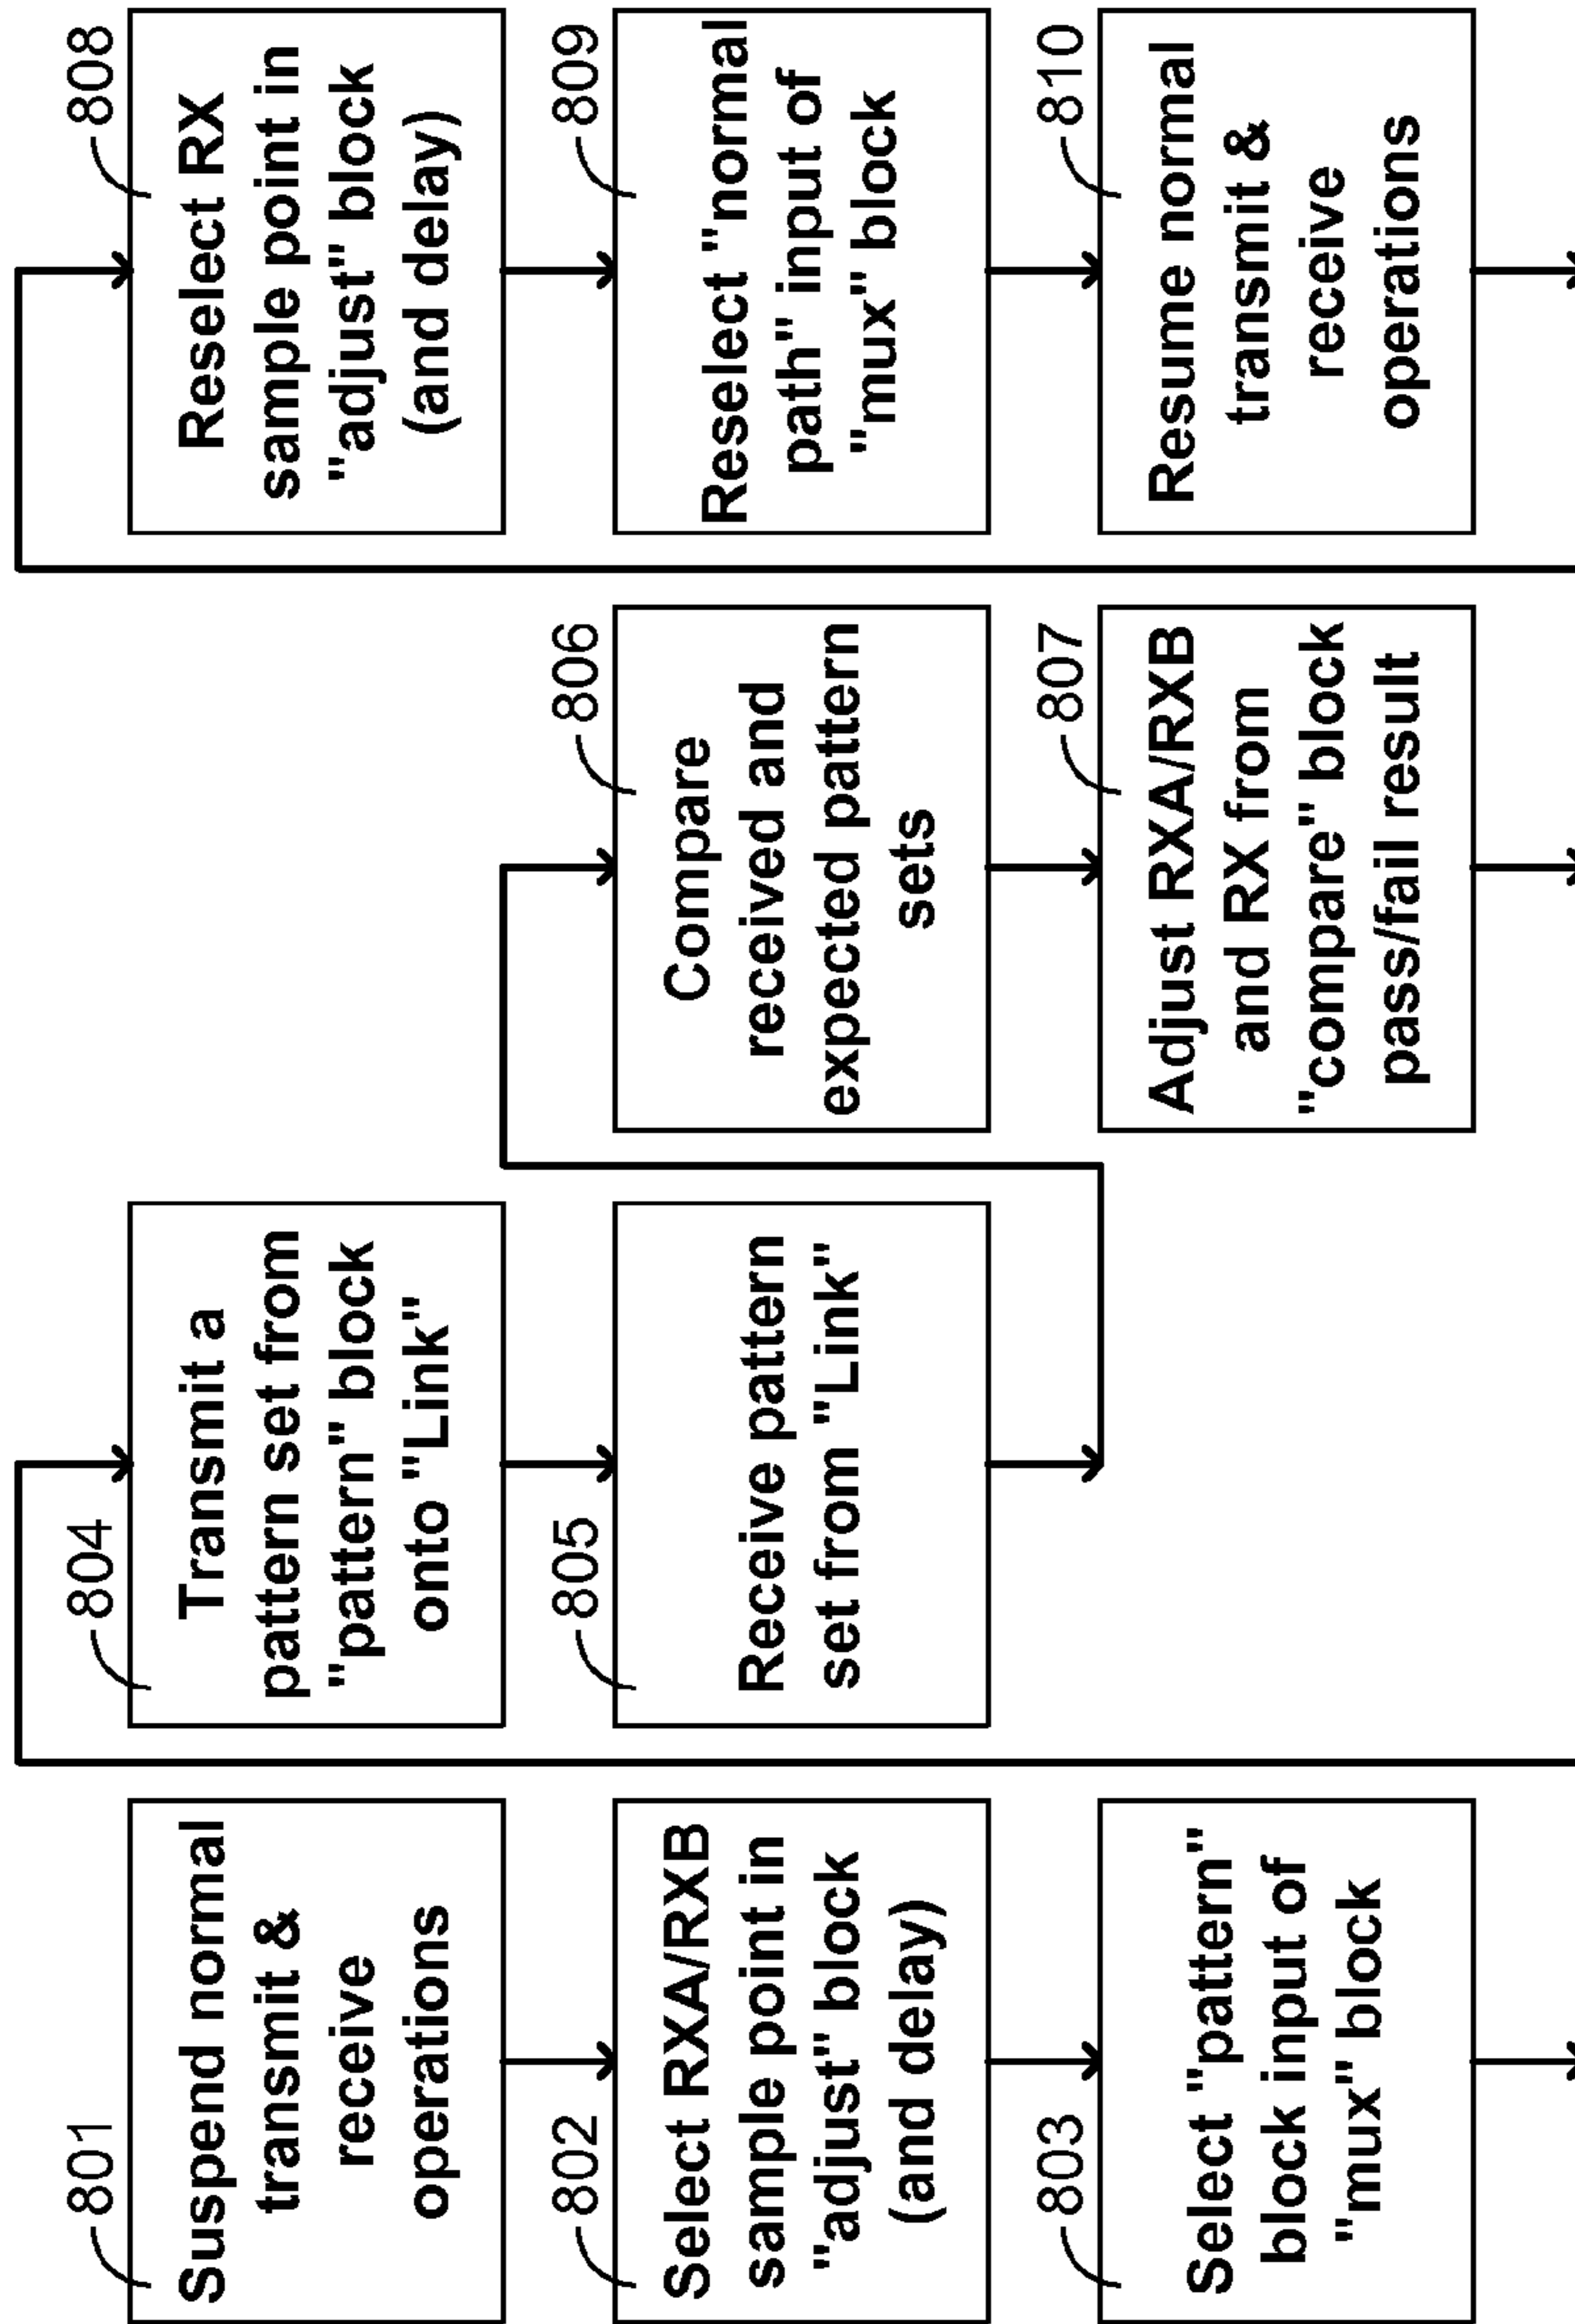 801
Suspend normal
transmit &
receive
operations
802
Select RXA/RXB
sample point in
"adjust" block
(and delay)
803
Select "pattern"
block input of
"mux" block
804
Transmit a
pattern set from
"pattern" block
onto "Link"
805
Receive pattern
set from "Link"
806
Compare
received and
expected pattern
sets
807
Adjust RXA/RXB
and RX from
"compare" block
pass/fail result
808
Reselect RX
sample point in
"adjust" block
(and delay)
809
Reselect "normal
path" input of
"mux" block
810
Resume normal
transmit &
receive
operations